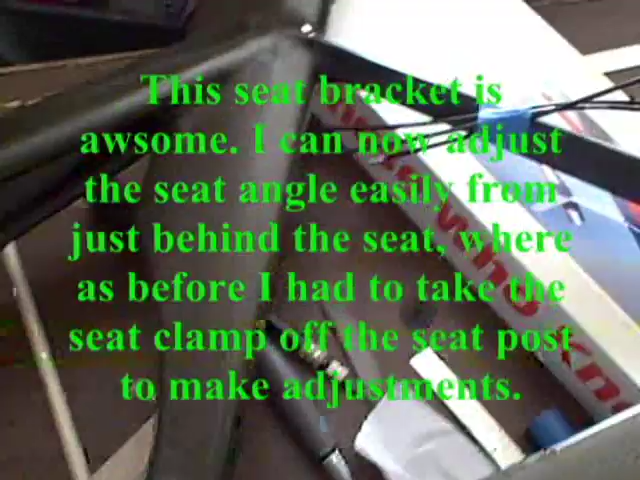 This seat bracket is
awsome. I can now adjust
the seat angle easily from
just behind the seat, where
as before I had to take the
seat clamp off the seat post
to make adjustments.